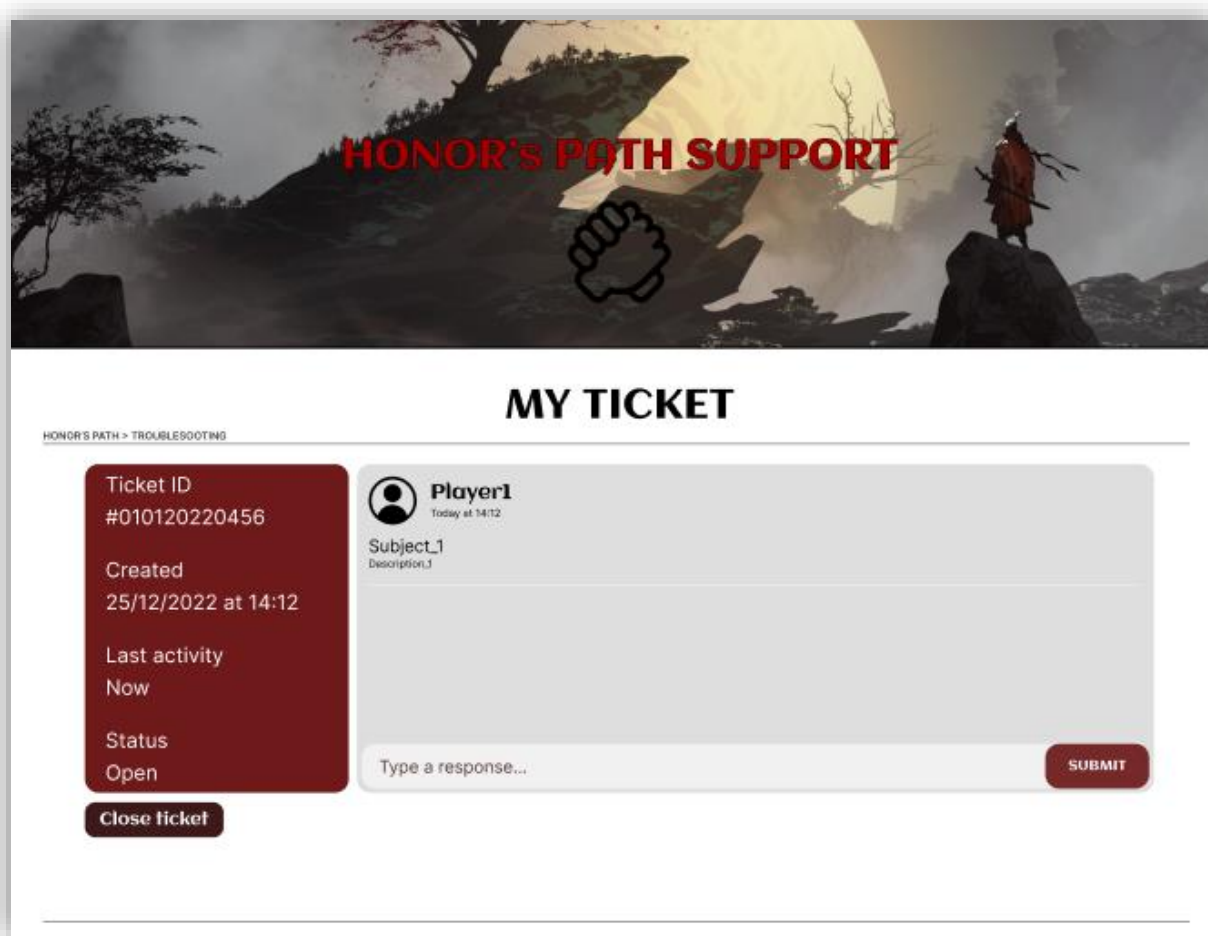 HONOR's PATH SUPPORT
MY TICKET
HONOR'S PATH > TROUBLESOOTING
Ticket ID
#010120220456
Created
25/12/2022 at 14:12
Last activity
Now
Status
Open
Close ticket
Player1
Today at 14:12
Subject_1
Description_1
Type a response...
SUBMIT